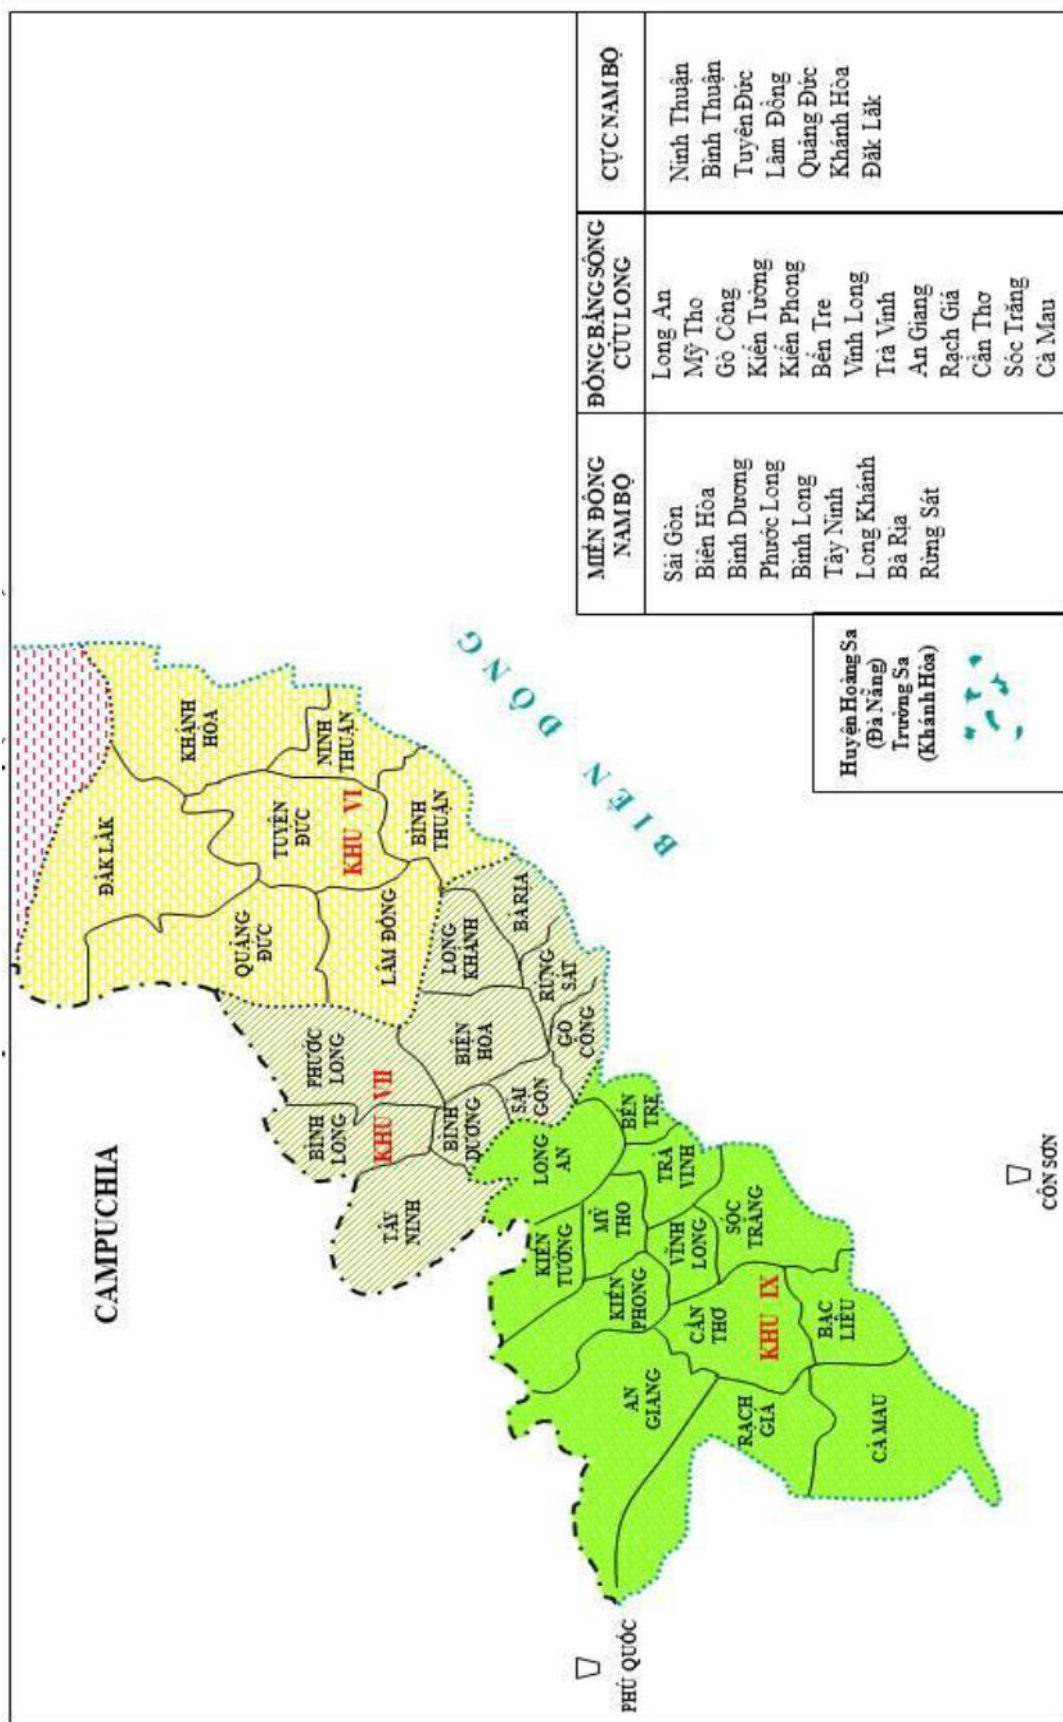 CAMPUCHIA
ĐĂK LĂK
KHÁNH
HÒA
QUẢNG
ĐỨC
TUYÊN
ĐỨC
NINH
THUẬN
KHU VI
LÂM ĐỒNG
BÌNH
THUẬN
PHƯỚC
LONG
BÌNH
LONG
KHU VII
TÂY
NINH
BÌNH
DƯƠNG
BIÊN
HÒA
LONG
KHÁNH
BÀ RỊA
RỪNG
SÁT
SÀI
GÒN
GÒ
CÔNG
BIỂN ĐÔNG
LONG
AN
BẾN
TRE
KIẾN
TƯỜNG
MỸ
THO
TRÀ
VINH
KIẾN
PHONG
VĨNH
LONG
SÓC
TRĂNG
AN
GIANG
CẦN
THƠ
KHU IX
BẠC
LIÊU
RẠCH
GIÁ
CÀ MAU
PHÚ QUỐC
CÔN SƠN
Huyện Hoàng Sa
(Đà Nẵng)
Trường Sa
(Khánh Hòa)
MIỀN ĐÔNG
NAM BỘ
Sài Gòn
Biên Hòa
Bình Dương
Phước Long
Bình Long
Tây Ninh
Long Khánh
Bà Rịa
Rừng Sát
ĐỒNG BẰNG SÔNG
CỬU LONG
Long An
Mỹ Tho
Gò Công
Kiến Tường
Kiến Phong
Bến Tre
Vĩnh Long
Trà Vinh
An Giang
Rạch Giá
Cần Thơ
Sóc Trăng
Cà Mau
CỰC NAM BỘ
Ninh Thuận
Bình Thuận
Tuyên Đức
Lâm Đồng
Quảng Đức
Khánh Hòa
Đăk Lăk